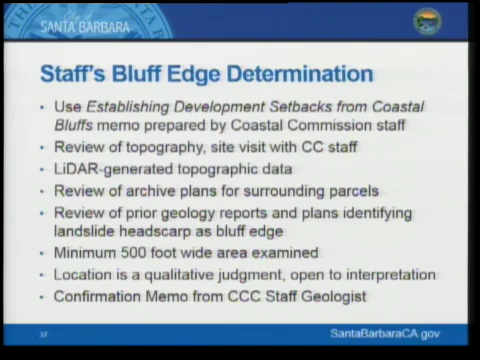 SANTA BARBARA
Staff's Bluff Edge Determination
• Use Establishing Development Setbacks from Coastal
Bluffs memo prepared by Coastal Commission staff
• Review of topography, site visit with CC staff
• LiDAR-generated topographic data
• Review of archive plans for surrounding parcels
• Review of prior geology reports and plans identifying
landslide headscarp as bluff edge
• Minimum 500 foot wide area examined
• Location is a qualitative judgment, open to interpretation
• Confirmation Memo from CCC Staff Geologist
37
SantaBarbaraCA.gov